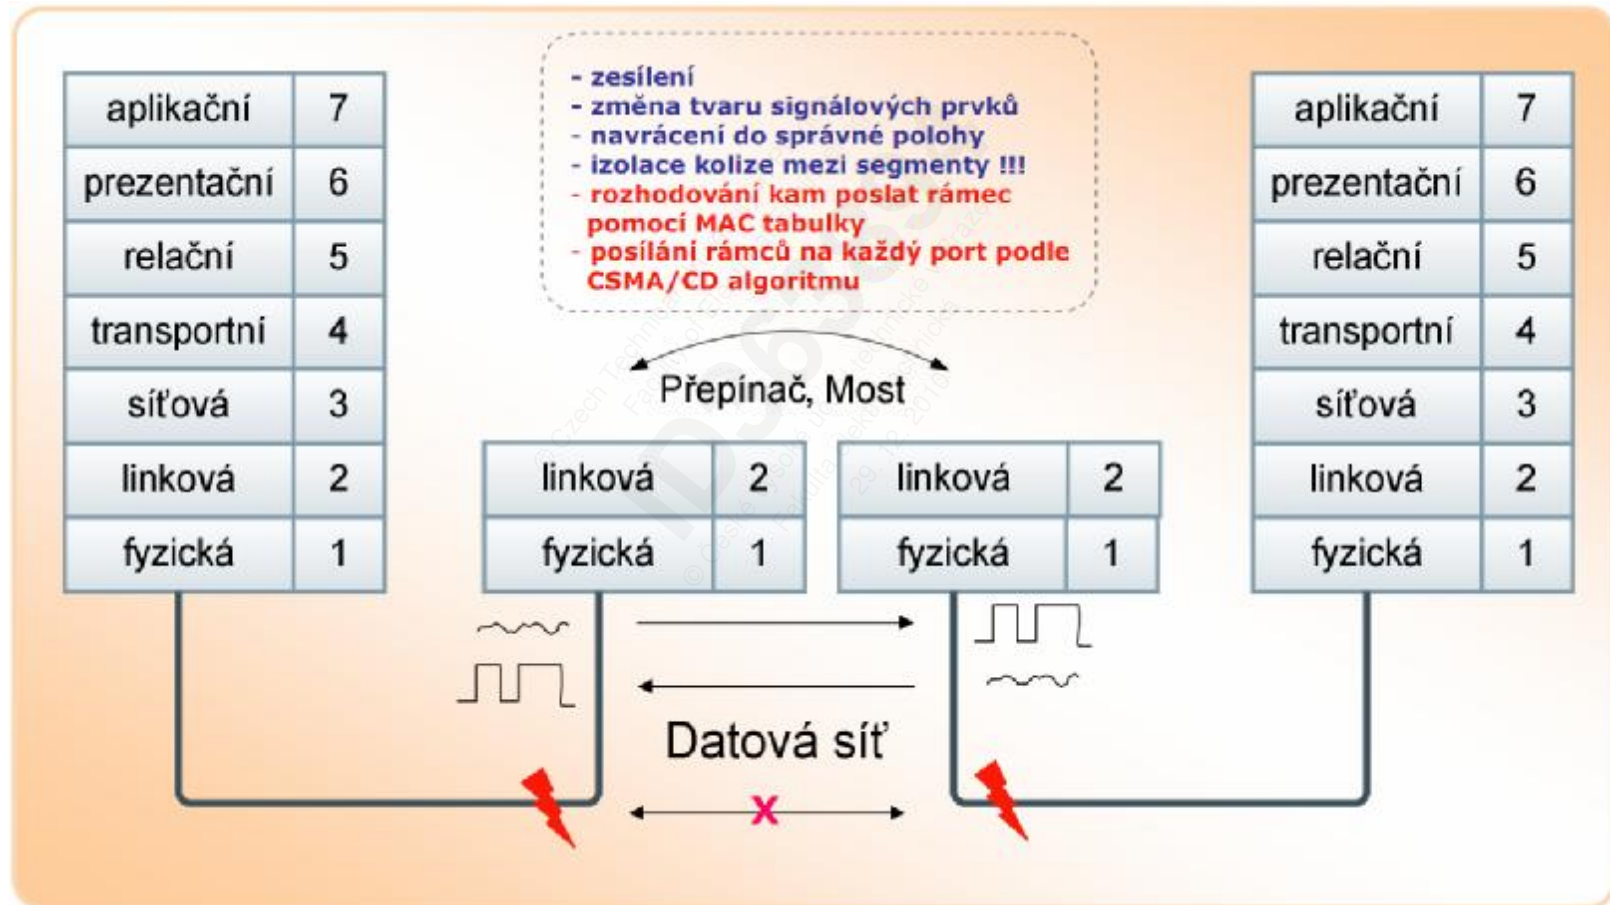 - zesílení
- změna tvaru signálových prvků
- navrácení do správné polohy
- izolace kolize mezi segmenty !!!
- rozhodování kam poslat rámec
pomocí MAC tabulky
- posílání rámců na každý port podle
CSMA/CD algoritmu
aplikační 7
prezentační 6
relační 5
transportní 4
síťová 3
linková 2
fyzická 1
Přepínač, Most
linková 2
fyzická 1
linková 2
fyzická 1
aplikační 7
prezentační 6
relační 5
transportní 4
síťová 3
linková 2
fyzická 1
Datová síť
X